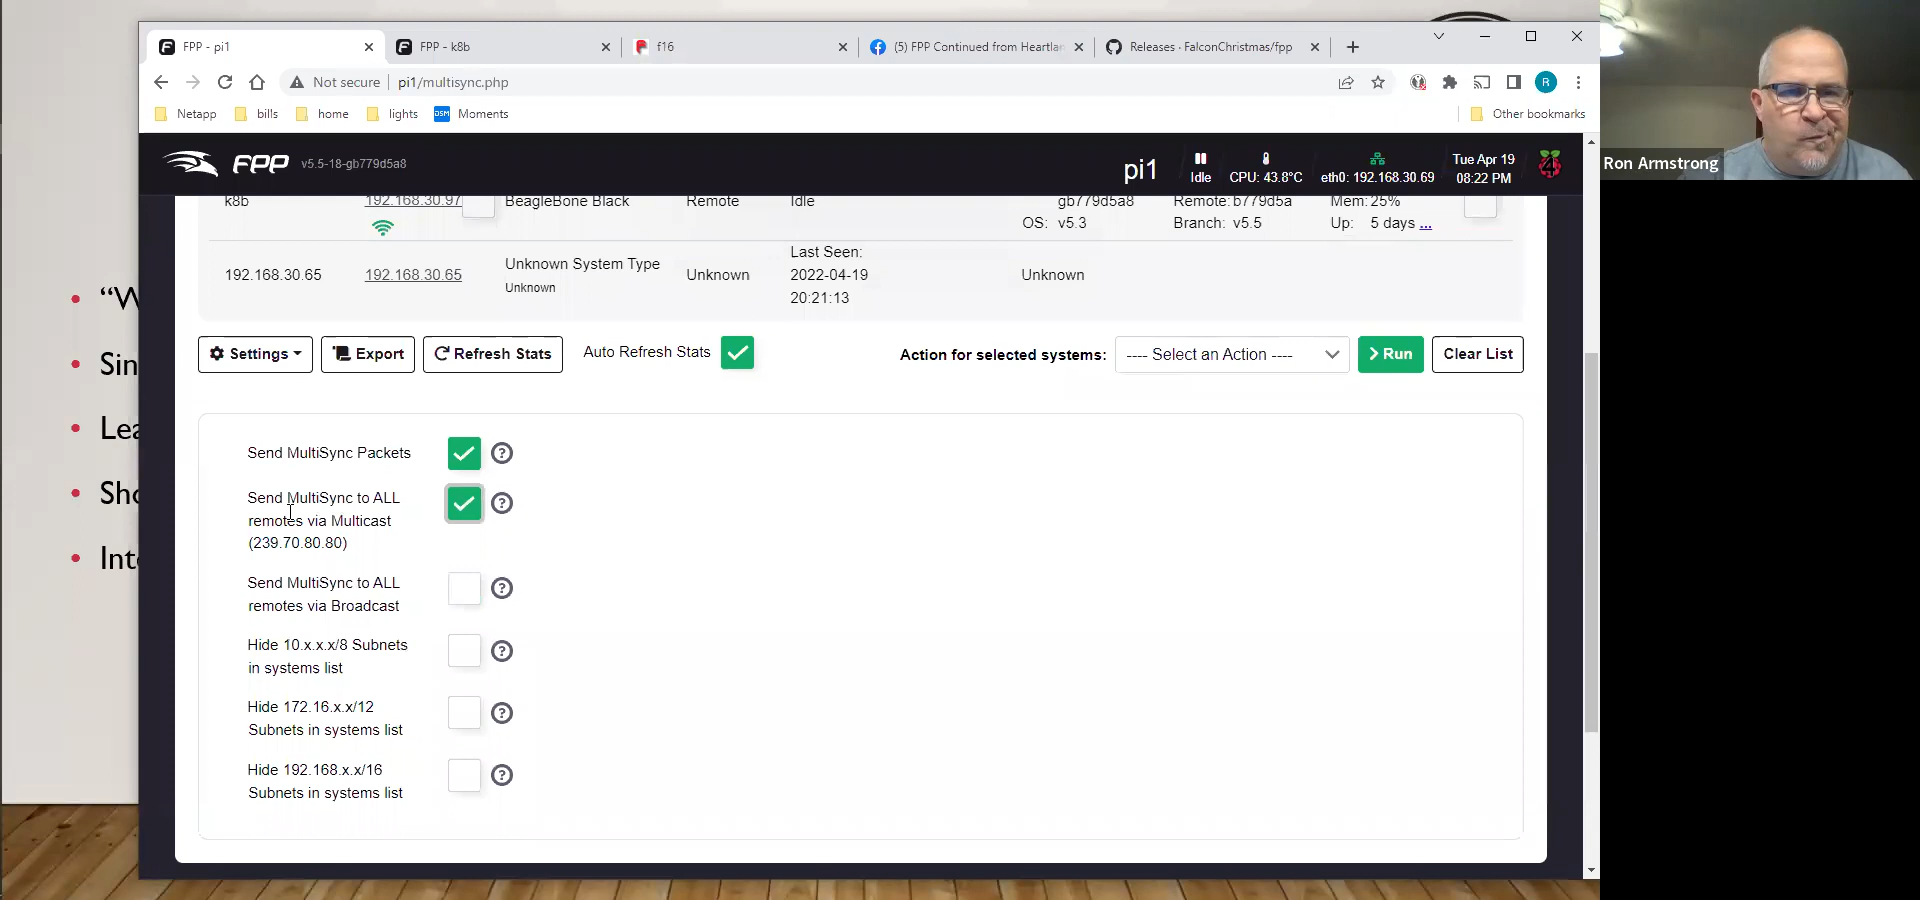 FPP - pi1
FPP - k8b
f16
(5) FPP Continued from Heartla
Releases · FalconChristmas/fpp
Not secure
pi1/multisync.php
R
Netapp
bills
home
lights
DSM
Moments
Other bookmarks
FPP
v5.5-18-gb779d5a8
pi1
Idle
CPU: 43.8°C
eth0: 192.168.30.69
Tue Apr 19
08:22 PM
4
Ron Armstrong
k8b
192.168.30.97
BeagleBone Black
Remote
Idle
gb779d5a8
OS: v5.3
Remote: b779d5a
Branch: v5.5
Mem: 25%
Up: 5 days ...
192.168.30.65
192.168.30.65
Unknown System Type
Unknown
Unknown
Last Seen:
2022-04-19
20:21:13
Unknown
Settings
Export
Refresh Stats
Auto Refresh Stats
Action for selected systems:
---- Select an Action ----
Run
Clear List
Send MultiSync Packets
Send MultiSync to ALL
remotes via Multicast
(239.70.80.80)
Send MultiSync to ALL
remotes via Broadcast
Hide 10.x.x.x/8 Subnets
in systems list
Hide 172.16.x.x/12
Subnets in systems list
Hide 192.168.x.x/16
Subnets in systems list
• “W
• Sin
• Lea
• Sho
• Int